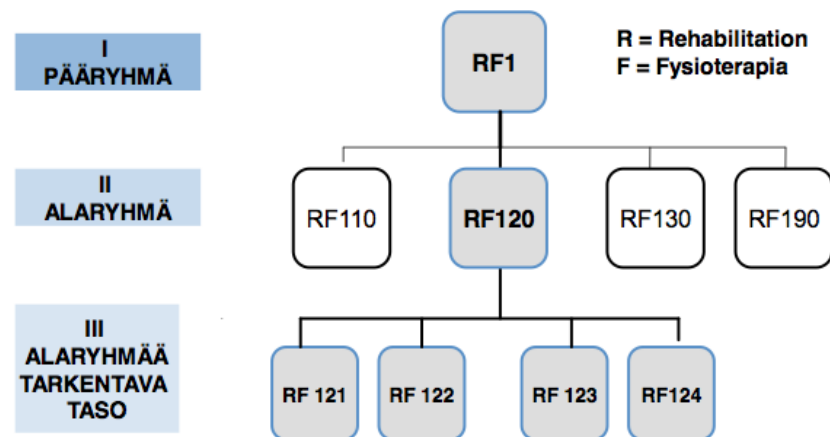 I
PÄÄRYHMÄ
RF1
R = Rehabilitation
F = Fysioterapia
II
ALARYHMÄ
RF110
RF120
RF130
RF190
III
ALARYHMÄÄ
TARKENTAVA
TASO
RF 121
RF 122
RF 123
RF124